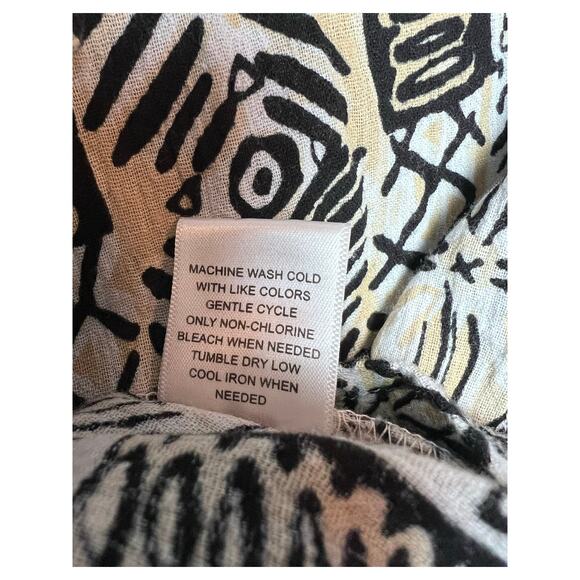 MACHINE WASH COLD
WITH LIKE COLORS
GENTLE CYCLE
ONLY NON-CHLORINE
BLEACH WHEN NEEDED
TUMBLE DRY LOW
COOL IRON WHEN
NEEDED